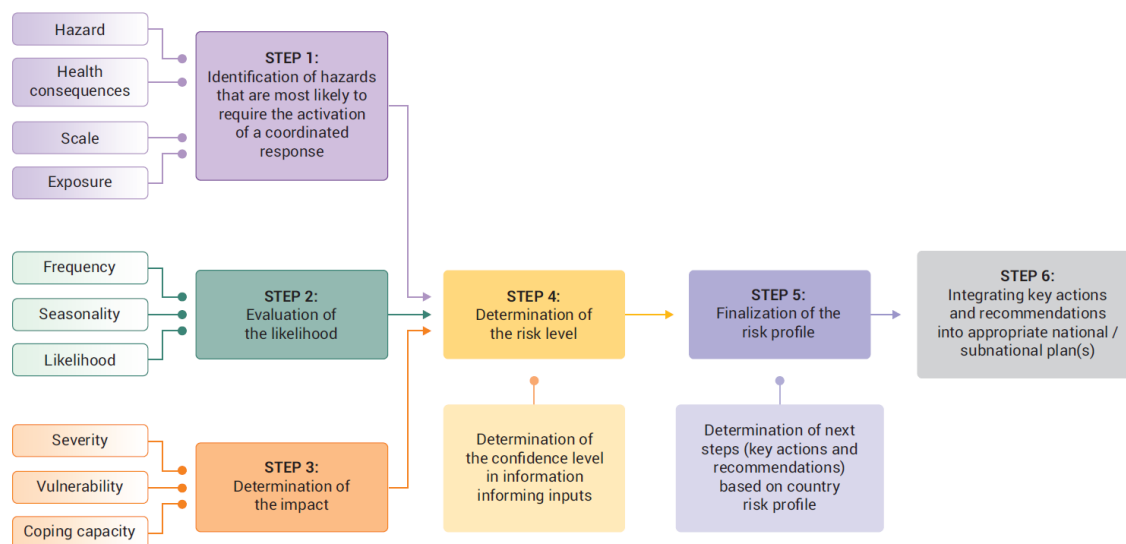 Hazard
Health
consequences
Scale
Exposure
STEP 1:
Identification of hazards
that are most likely to
require the activation
of a coordinated
response
Frequency
Seasonality
Likelihood
STEP 2:
Evaluation of
the likelihood
Severity
Vulnerability
Coping capacity
STEP 3:
Determination of
the impact
STEP 4:
Determination of
the risk level
Determination of
the confidence level
in information
informing inputs
STEP 5:
Finalization of the
risk profile
Determination of next
steps (key actions and
recommendations)
based on country
risk profile
STEP 6:
Integrating key actions
and recommendations
into appropriate national /
subnational plan(s)